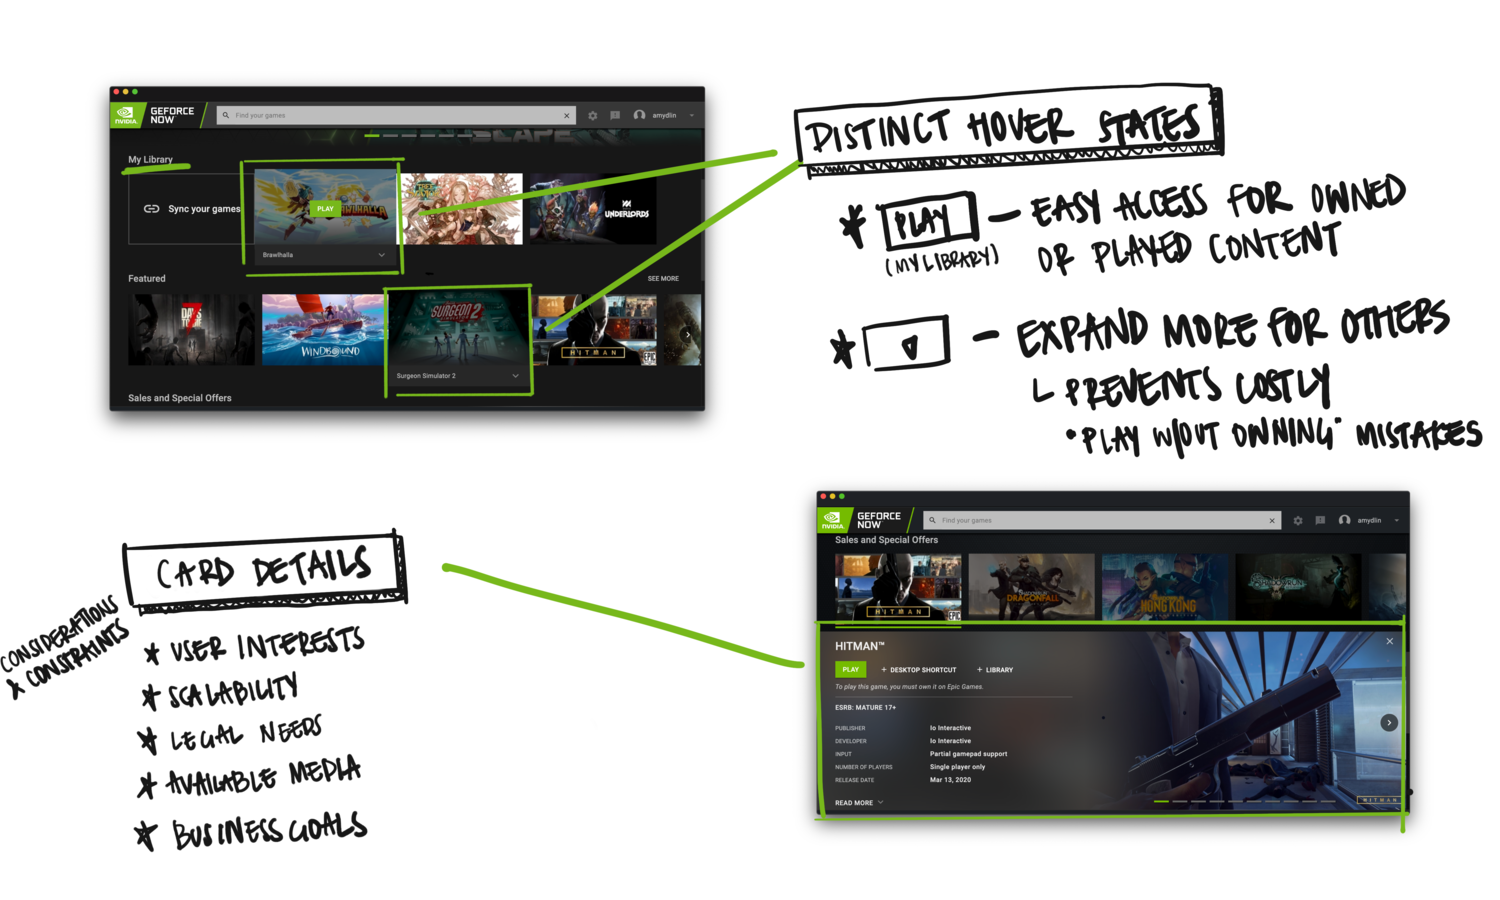 NVIDIA
GEFORCE
NOW
Find your games
amydlin
My Library
Sync your games
PLAY
UNDERLORDS
Brawlhalla
Featured
SEE MORE
7
WINDBOUND
SURGEON
2
HITMAN
EPIC
Surgeon Simulator 2
Sales and Special Offers
DISTINCT HOVER STATES
* PLAY - EASY ACCESS FOR OWNED
(MY LIBRARY) OR PLAYED CONTENT
* - EXPAND MORE FOR OTHERS
PREVENTS COSTLY
"PLAY W/OUT OWNING" MISTAKES
CARD DETAILS
CONSIDERATIONS
CONSTRAINTS
* USER INTERESTS
* SCALABILITY
* LEGAL NEEDS
* AVAILABLE MEDIA
* BUSINESS GOALS
NVIDIA
GEFORCE
NOW
Find your games
amydlin
Sales and Special Offers
HITMAN
EPIC
DRAGONFALL
HONG KONG
HITMAN™
PLAY + DESKTOP SHORTCUT + LIBRARY
To play this game, you must own it on Epic Games.
ESRB: MATURE 17+
PUBLISHER Io Interactive
DEVELOPER Io Interactive
INPUT Partial gamepad support
NUMBER OF PLAYERS Single player only
RELEASE DATE Mar 13, 2020
READ MORE
HITMAN